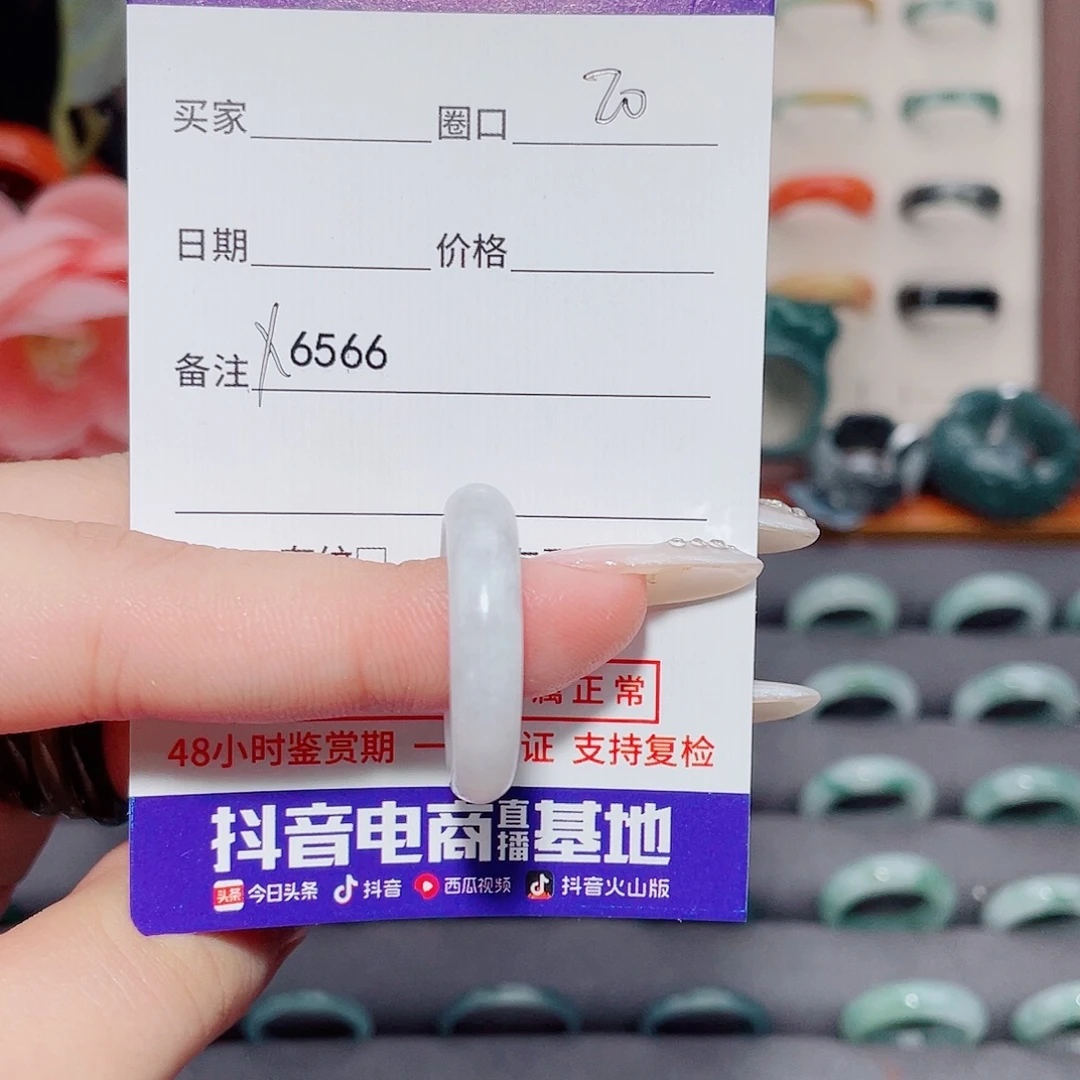 买家 圈口 20
日期 价格
备注 X6566
属正常
48小时鉴赏期 一 证 支持复检
抖音电商直播基地
头条 今日头条 抖音 西瓜视频 抖音火山版